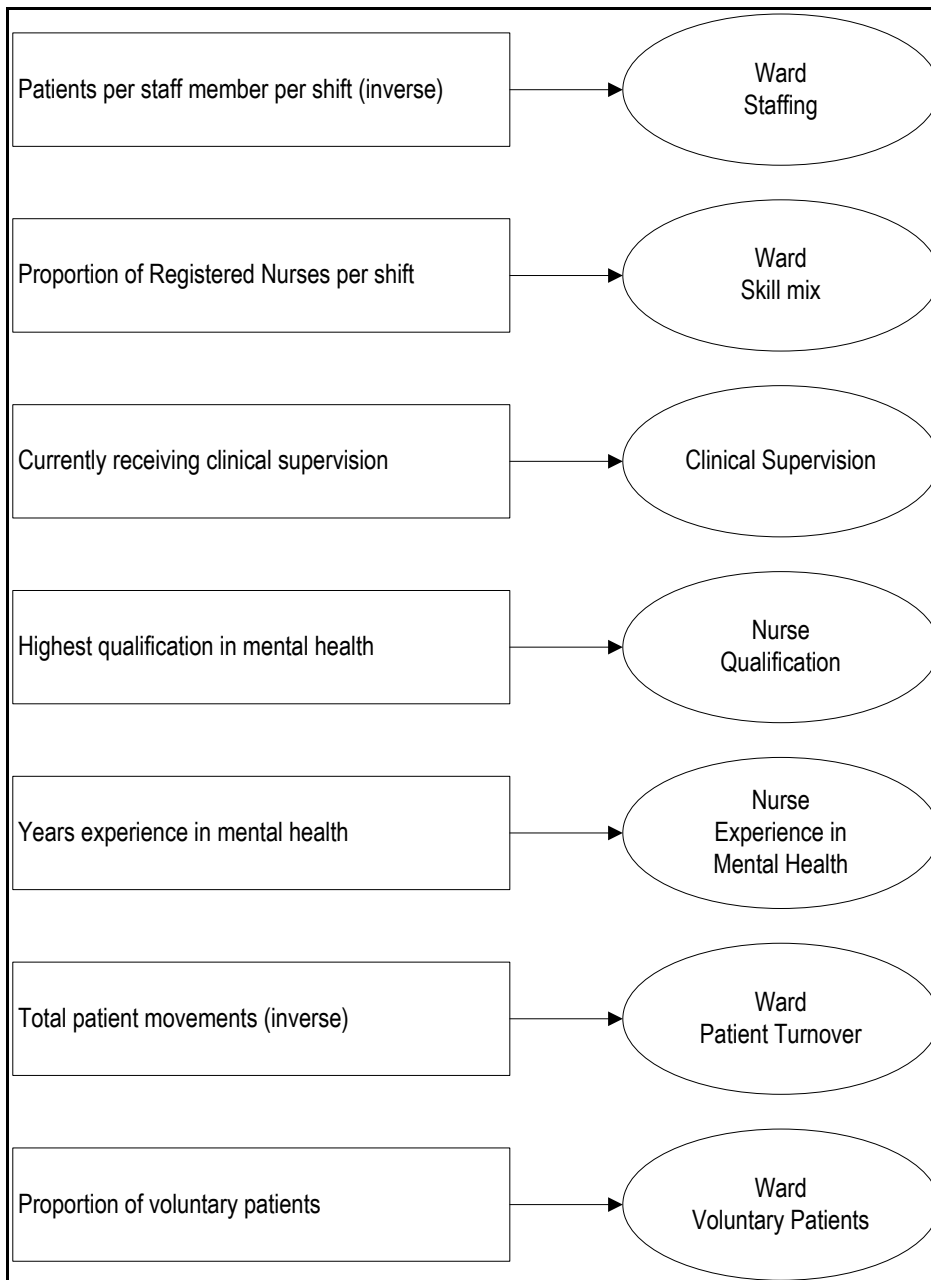 Patients per staff member per shift (inverse)
Ward
Staffing
Proportion of Registered Nurses per shift
Ward
Skill mix
Currently receiving clinical supervision
Clinical Supervision
Highest qualification in mental health
Nurse
Qualification
Years experience in mental health
Nurse
Experience in
Mental Health
Total patient movements (inverse)
Ward
Patient Turnover
Proportion of voluntary patients
Ward
Voluntary Patients